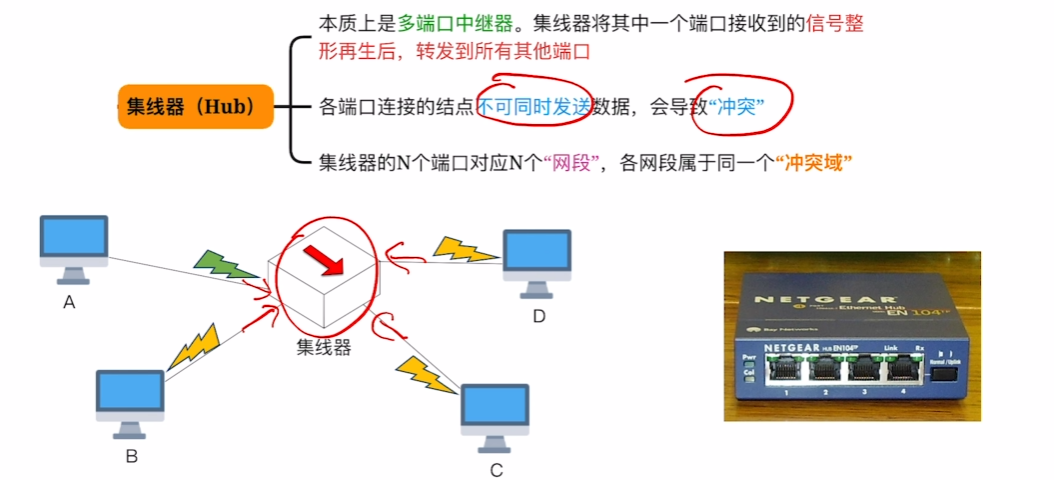 本质上是多端口中继器。集线器将其中一个端口接收到的信号整
形再生后，转发到所有其他端口
集线器（Hub）
各端口连接的结点不可同时发送数据，会导致“冲突”
集线器的N个端口对应N个“网段”，各网段属于同一个“冲突域”
A
D
集线器
B
C
NETGEAR
Ethernet Hub
EN 104TP
Bay Networks
NETGEAR HUB EN104TP Link Rx
Pwr
Col
Normal/Uplink
1 2 3 4